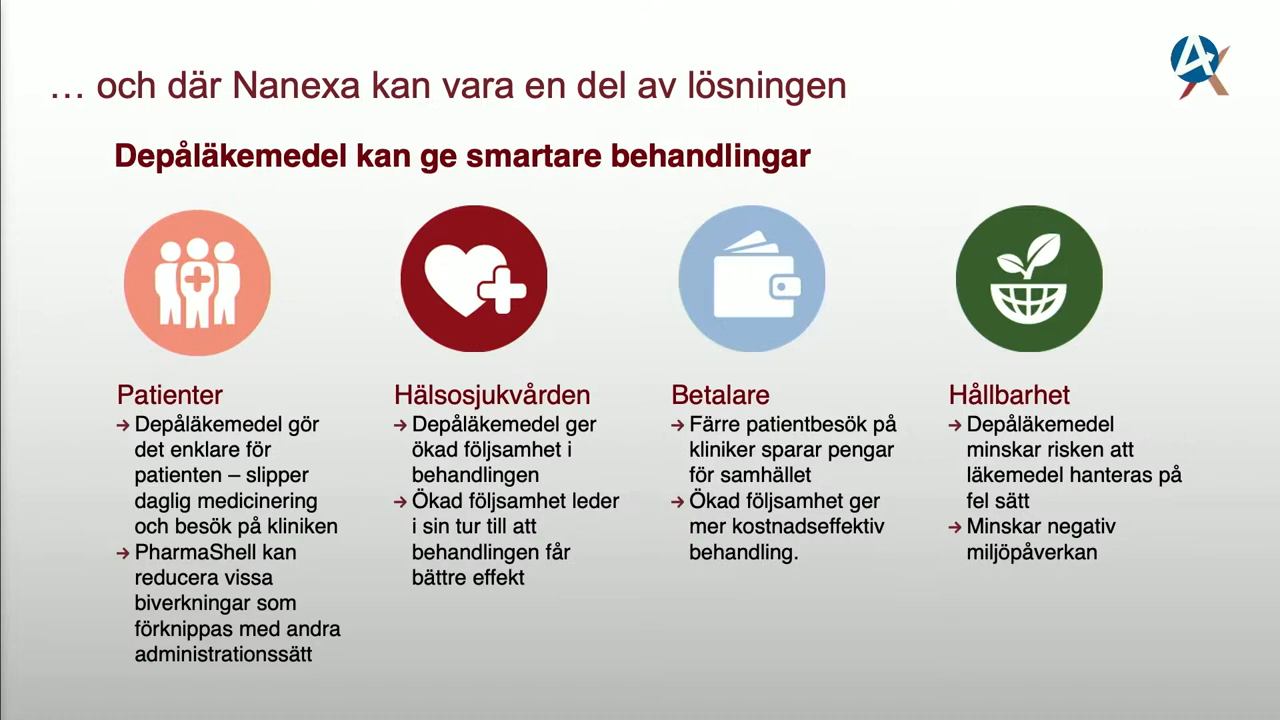 … och där Nanexa kan vara en del av lösningen
Depåläkemedel kan ge smartare behandlingar
Patienter
→ Depåläkemedel gör
det enklare för
patienten – slipper
daglig medicinering
och besök på kliniken
→ PharmaShell kan
reducera vissa
biverkningar som
förknippas med andra
administrationssätt
Hälsosjukvården
→ Depåläkemedel ger
ökad följsamhet i
behandlingen
→ Ökad följsamhet leder
i sin tur till att
behandlingen får
bättre effekt
Betalare
→ Färre patientbesök på
kliniker sparar pengar
för samhället
→ Ökad följsamhet ger
mer kostnadseffektiv
behandling.
Hållbarhet
→ Depåläkemedel
minskar risken att
läkemedel hanteras på
fel sätt
→ Minskar negativ
miljöpåverkan